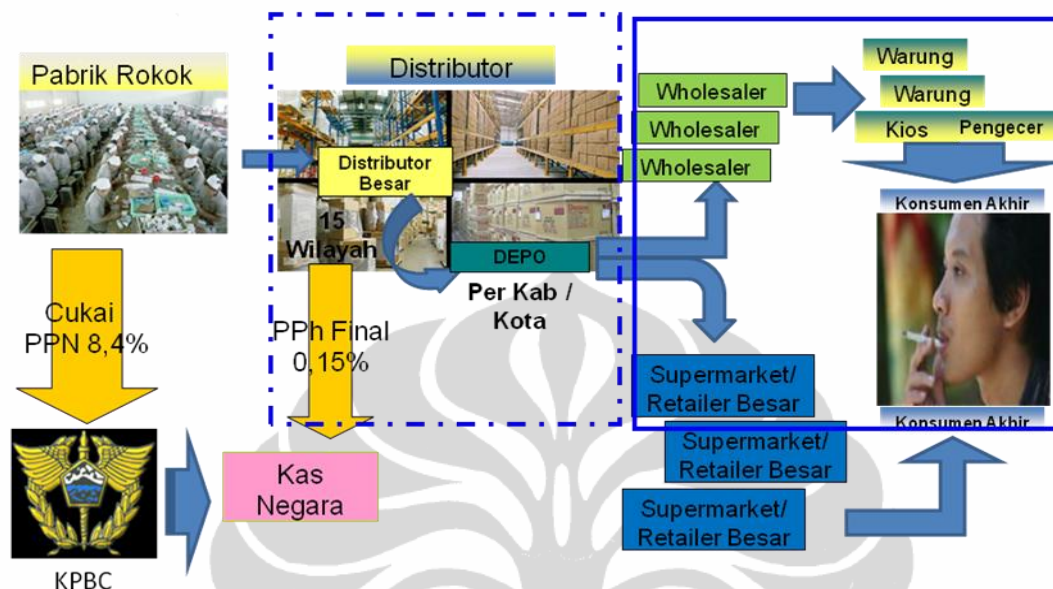 Pabrik Rokok
Distributor
Distributor
Besar
15
Wilayah
DEPO
Per Kab /
Kota
Wholesaler
Wholesaler
Wholesaler
Warung
Warung
Kios Pengecer
Konsumen Akhir
Konsumen Akhir
Cukai
PPN 8,4%
PPh Final
0,15%
Supermarket/
Retailer Besar
Supermarket/
Retailer Besar
Supermarket/
Retailer Besar
Kas
Negara
KPBC